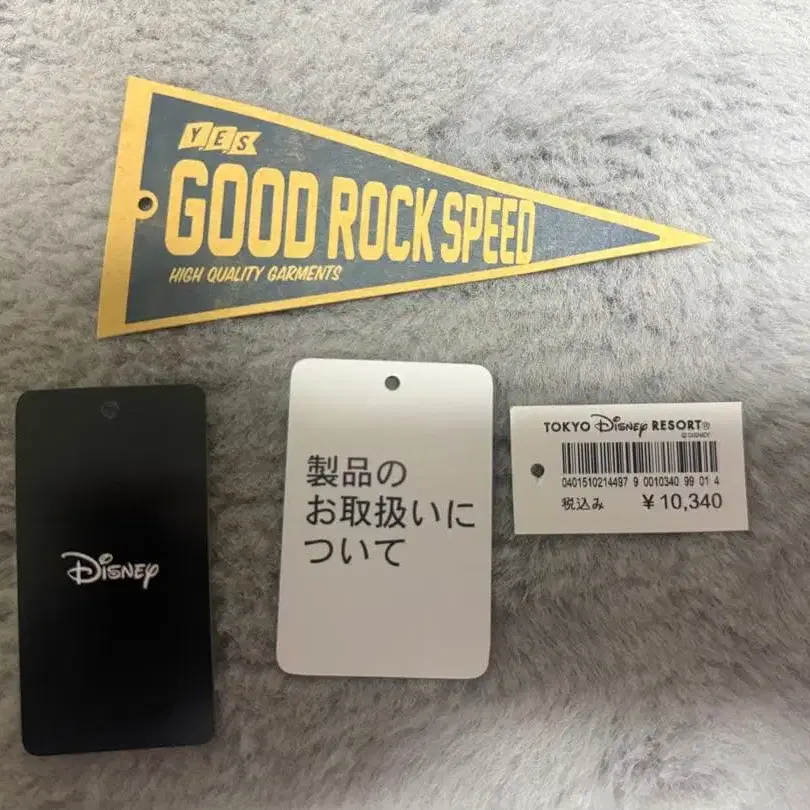 YES
GOOD ROCK SPEED
HIGH QUALITY GARMENTS
Disney
製品の
お取扱いに
ついて
TOKYO Disney RESORT®
© DISNEY
0401510214497 9 0010340 99 01 4
税込み ¥10,340